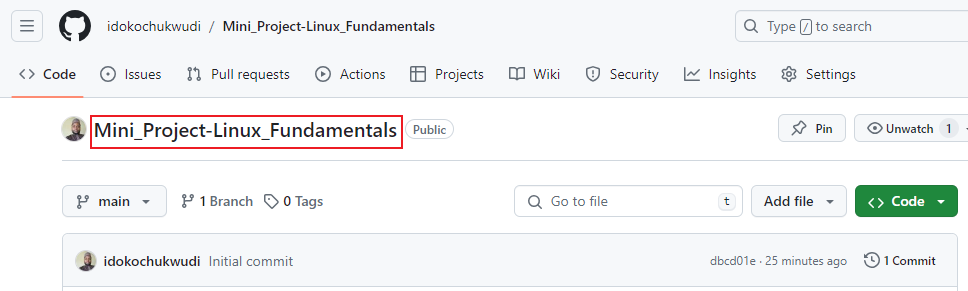 idokochukwudi / Mini_Project-Linux_Fundamentals
Type / to search
Code Issues Pull requests Actions Projects Wiki Security Insights Settings
Mini_Project-Linux_Fundamentals Public
Pin Unwatch 1
main 1 Branch 0 Tags Go to file t Add file Code
idokochukwudi Initial commit dbcd01e · 25 minutes ago 1 Commit